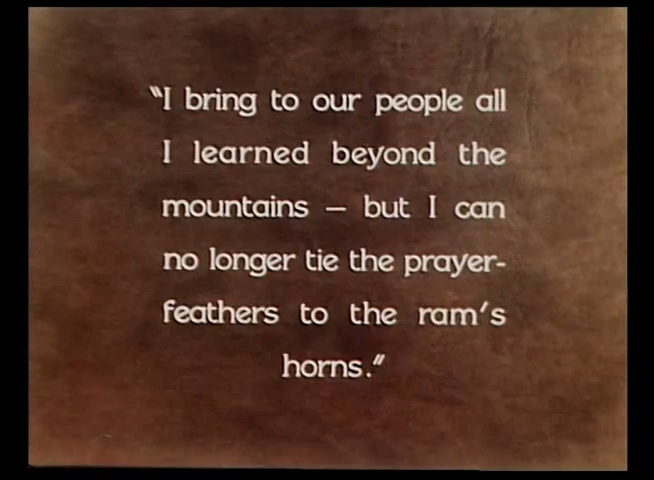 "I bring to our people all
I learned beyond the
mountains — but I can
no longer tie the prayer-
feathers to the ram's
horns."